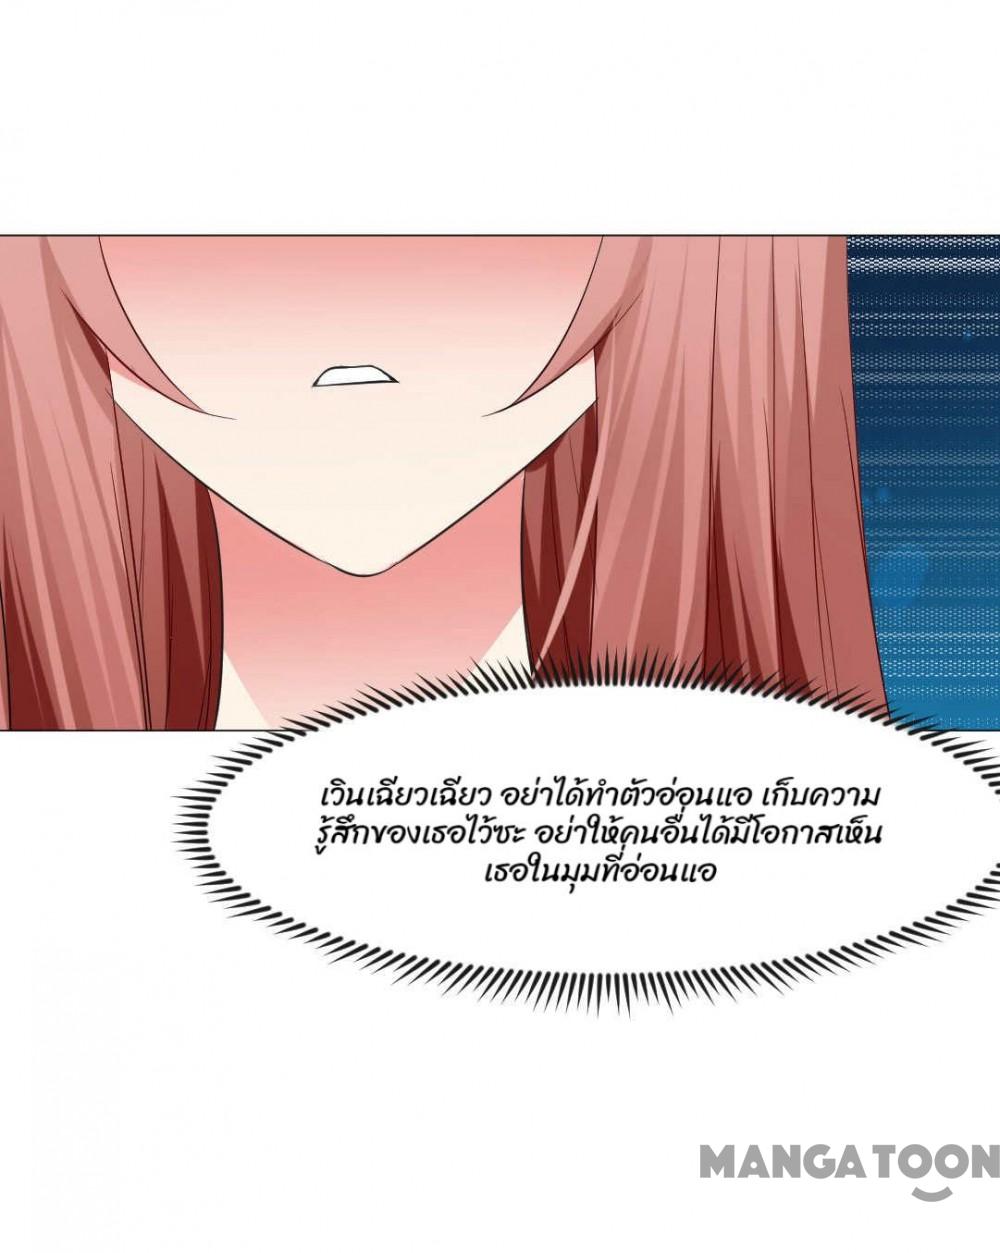 เวินเฉียวเฉียว อย่าได้ทำตัวอ่อนแอ เก็บความ
รู้สึกของเธอไว้ซะ อย่าให้คนอื่นได้มีโอกาสเห็น
เธอในมุมที่อ่อนแอ
MANGA TOON